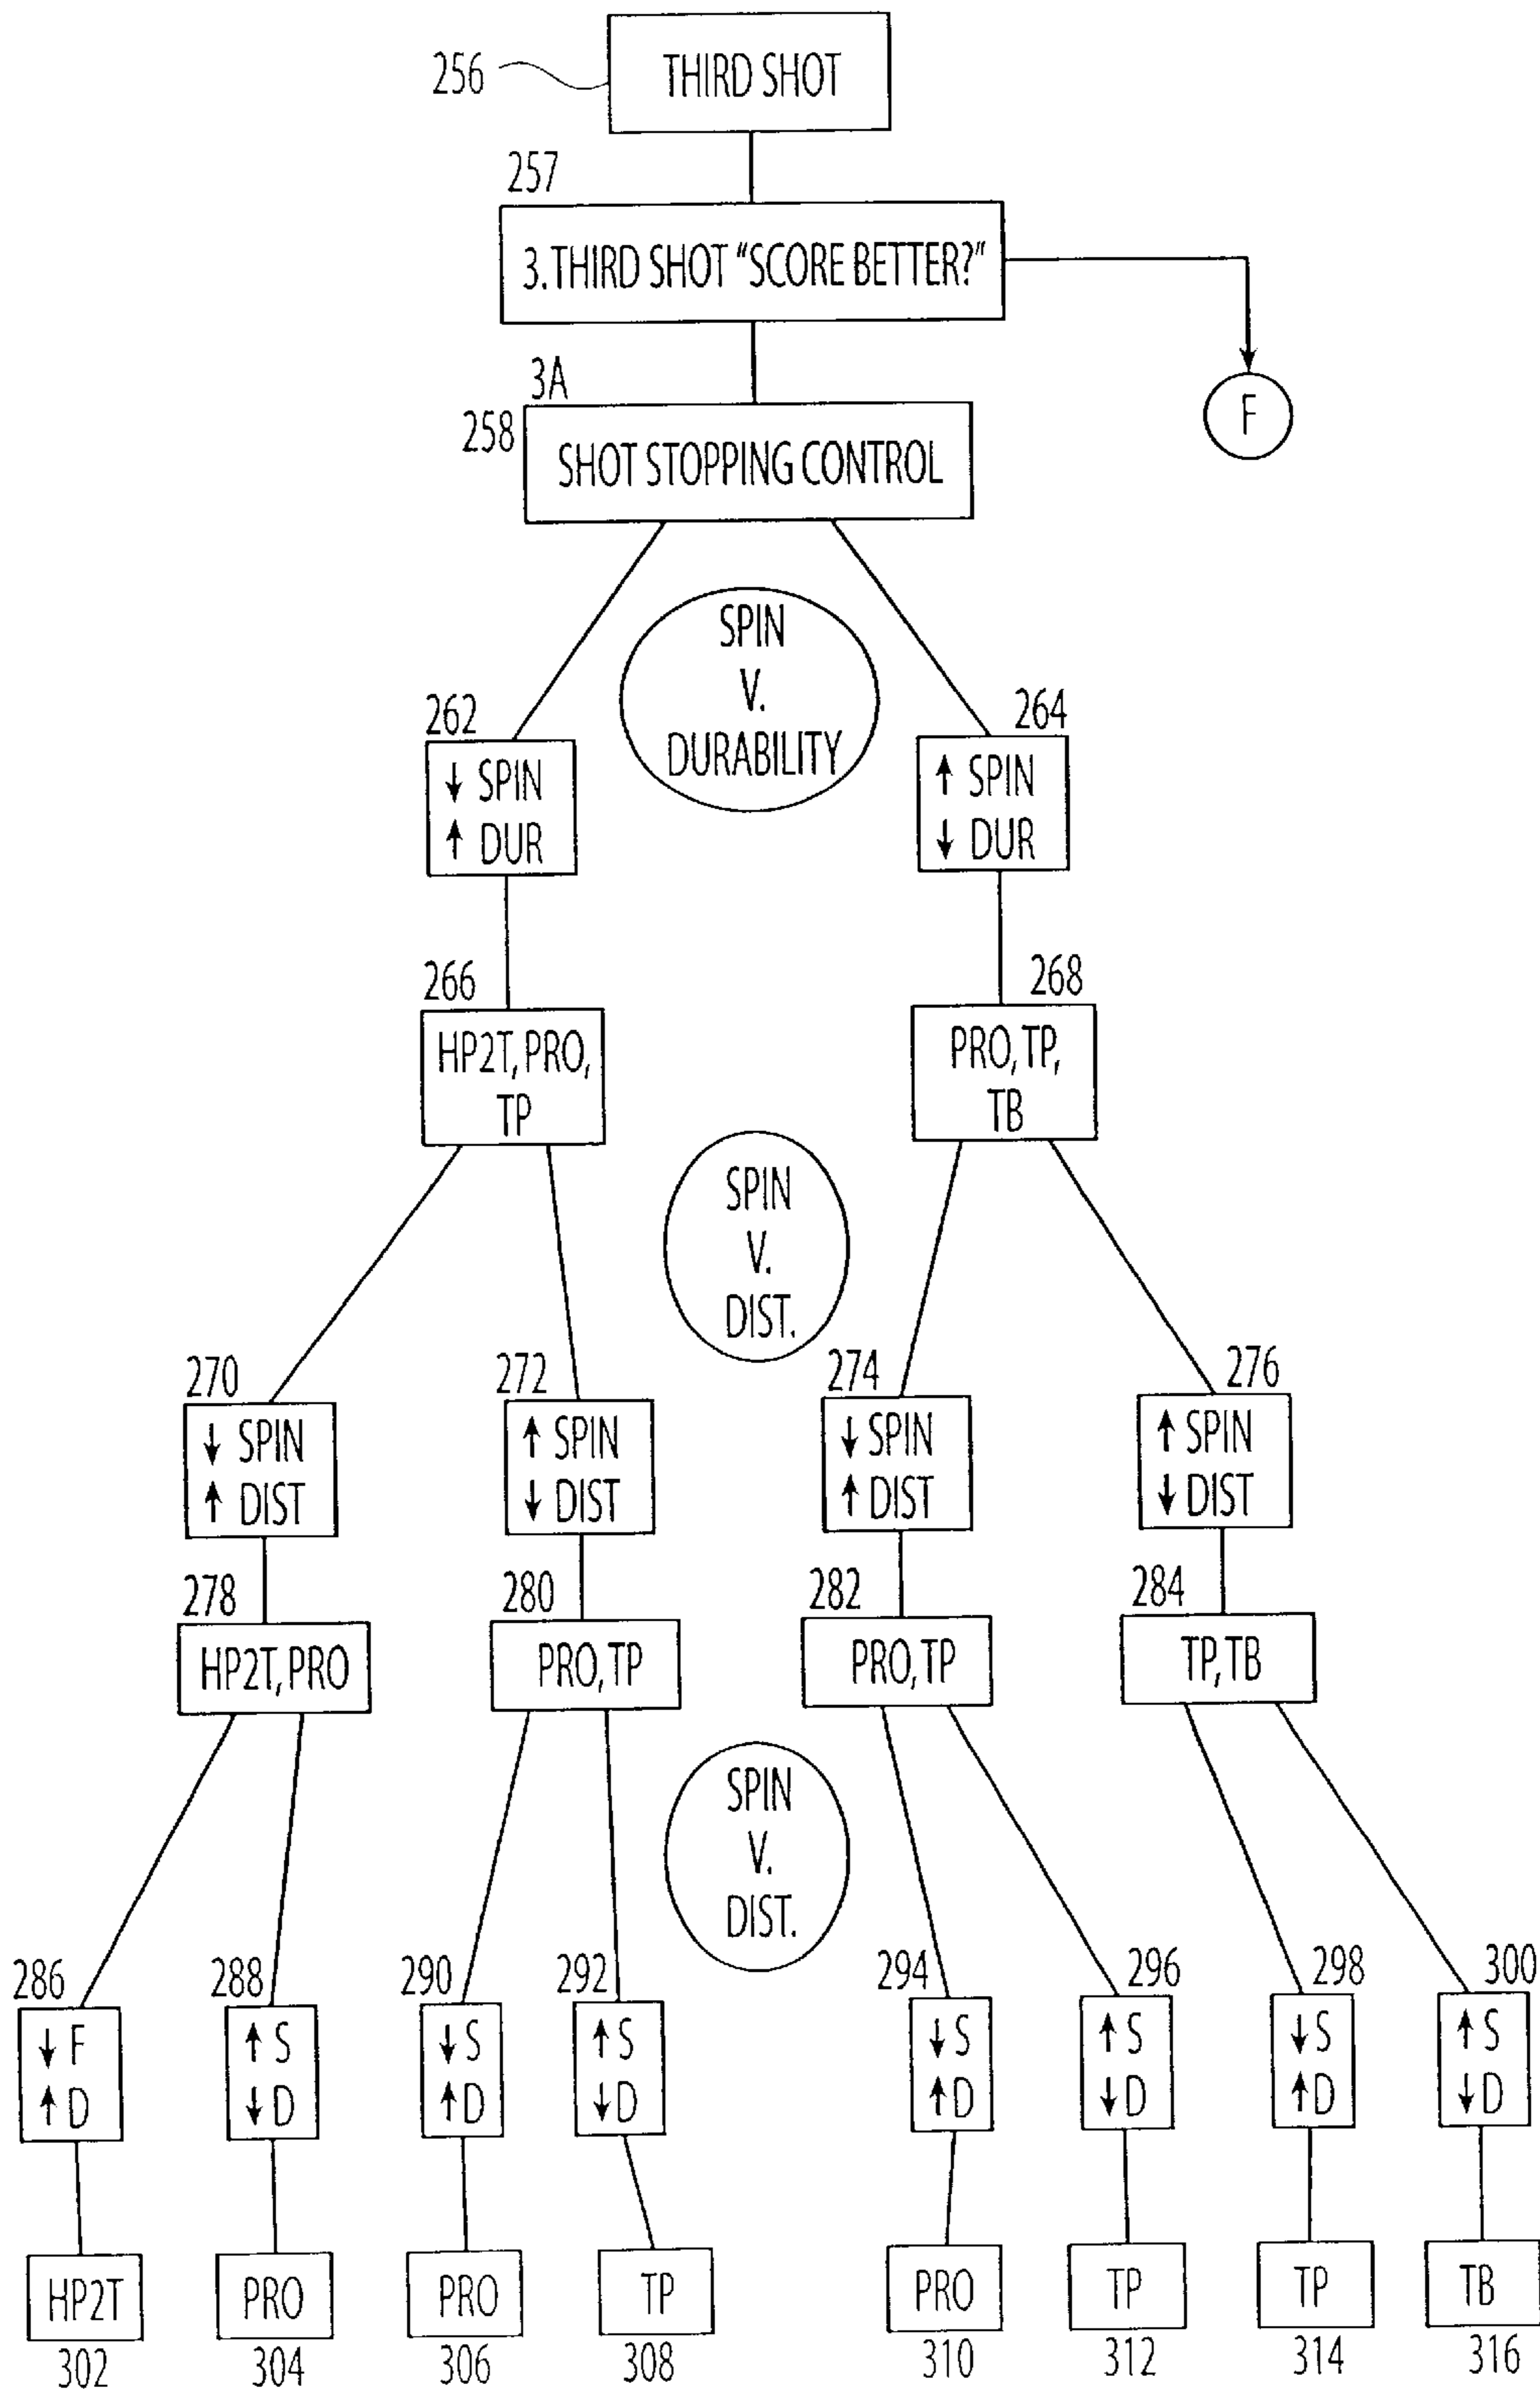 256
THIRD SHOT
257
3. THIRD SHOT "SCORE BETTER?"
3A
258
SHOT STOPPING CONTROL
F
SPIN
V.
DURABILITY
262
↓ SPIN
↑ DUR
264
↑ SPIN
↓ DUR
266
HP2T, PRO,
TP
268
PRO, TP,
TB
SPIN
V.
DIST.
270
↓ SPIN
↑ DIST
272
↑ SPIN
↓ DIST
274
↓ SPIN
↑ DIST
276
↑ SPIN
↓ DIST
278
HP2T, PRO
280
PRO, TP
282
PRO, TP
284
TP, TB
SPIN
V.
DIST.
286
↓ F
↑ D
288
↑ S
↓ D
290
↓ S
↑ D
292
↑ S
↓ D
294
↓ S
↑ D
296
↑ S
↓ D
298
↓ S
↑ D
300
↑ S
↓ D
HP2T
302
PRO
304
PRO
306
TP
308
PRO
310
TP
312
TP
314
TB
316